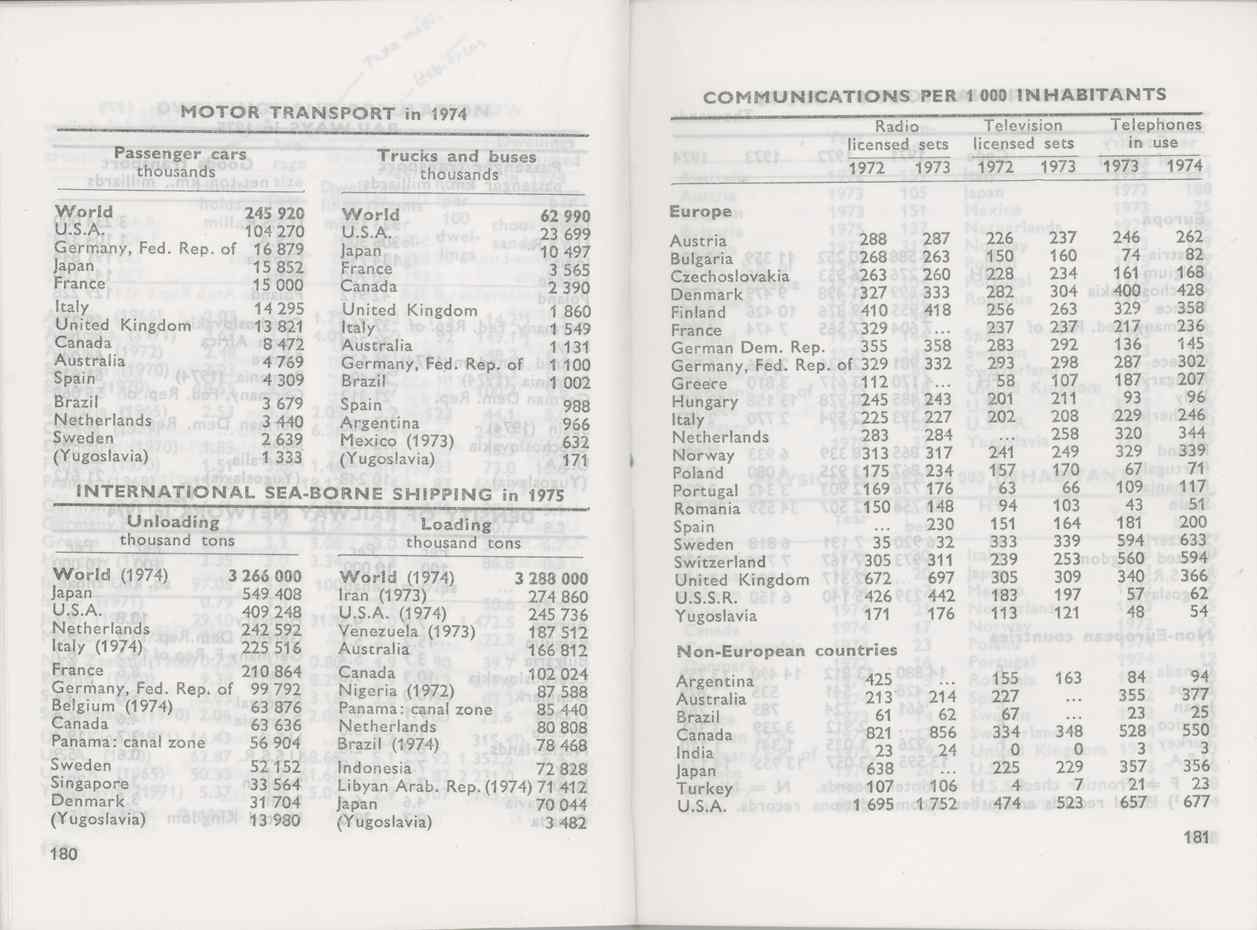 MOTOR TRANSPORT in 1974
Passenger cars
thousands
World 245 920
U.S.A. 104 270
Germany, Fed. Rep. of 16 879
Japan 15 852
France 15 000
Italy 14 295
United Kingdom 13 821
Canada 8 472
Australia 4 769
Spain 4 309
Brazil 3 679
Netherlands 3 440
Sweden 2 639
(Yugoslavia) 1 333
Trucks and buses
thousands
World 62 990
U.S.A. 23 699
Japan 10 497
France 3 565
Canada 2 390
United Kingdom 1 860
Italy 1 549
Australia 1 131
Germany, Fed. Rep. of 1 100
Brazil 1 002
Spain 988
Argentina 966
Mexico (1973) 632
(Yugoslavia) 171
INTERNATIONAL SEA-BORNE SHIPPING in 1975
Unloading
thousand tons
World (1974) 3 266 000
Japan 549 408
U.S.A. 409 248
Netherlands 242 592
Italy (1974) 225 516
France 210 864
Germany, Fed. Rep. of 99 792
Belgium (1974) 63 876
Canada 63 636
Panama: canal zone 56 904
Sweden 52 152
Singapore 33 564
Denmark 31 704
(Yugoslavia) 13 980
Loading
thousand tons
World (1974) 3 288 000
Iran (1973) 274 860
U.S.A. (1974) 245 736
Venezuela (1973) 187 512
Australia 166 812
Canada 102 024
Nigeria (1972) 87 588
Panama: canal zone 85 440
Netherlands 80 808
Brazil (1974) 78 468
Indonesia 72 828
Libyan Arab. Rep. (1974) 71 412
Japan 70 044
(Yugoslavia) 3 482
180
COMMUNICATIONS PER 1 000 INHABITANTS
Radio Television Telephones
licensed sets licensed sets in use
1972 1973 1972 1973 1973 1974
Europe
Austria 288 287 226 237 246 262
Bulgaria 268 263 150 160 74 82
Czechoslovakia 263 260 228 234 161 168
Denmark 327 333 282 304 400 428
Finland 410 418 256 263 329 358
France 329 ... 237 237 217 236
German Dem. Rep. 355 358 283 292 136 145
Germany, Fed. Rep. of 329 332 293 298 287 302
Greece 112 ... 58 107 187 207
Hungary 245 243 201 211 93 96
Italy 225 227 202 208 229 246
Netherlands 283 284 ... 258 320 344
Norway 313 317 241 249 329 339
Poland 175 234 157 170 67 71
Portugal 169 176 63 66 109 117
Romania 150 148 94 103 43 51
Spain ... 230 151 164 181 200
Sweden 35 632 333 339 594 633
Switzerland 305 311 239 253 560 594
United Kingdom 672 697 305 309 340 366
U.S.S.R. 426 442 183 197 57 62
Yugoslavia 171 176 113 121 48 54
Non-European countries
Argentina 425 ... 155 163 84 94
Australia 213 214 227 ... 355 377
Brazil 61 62 67 ... 23 25
Canada 821 856 334 348 528 550
India 23 24 0 0 3 3
Japan 638 ... 225 229 357 356
Turkey 107 106 4 7 21 23
U.S.A. 1 695 1 752 474 523 657 677
181